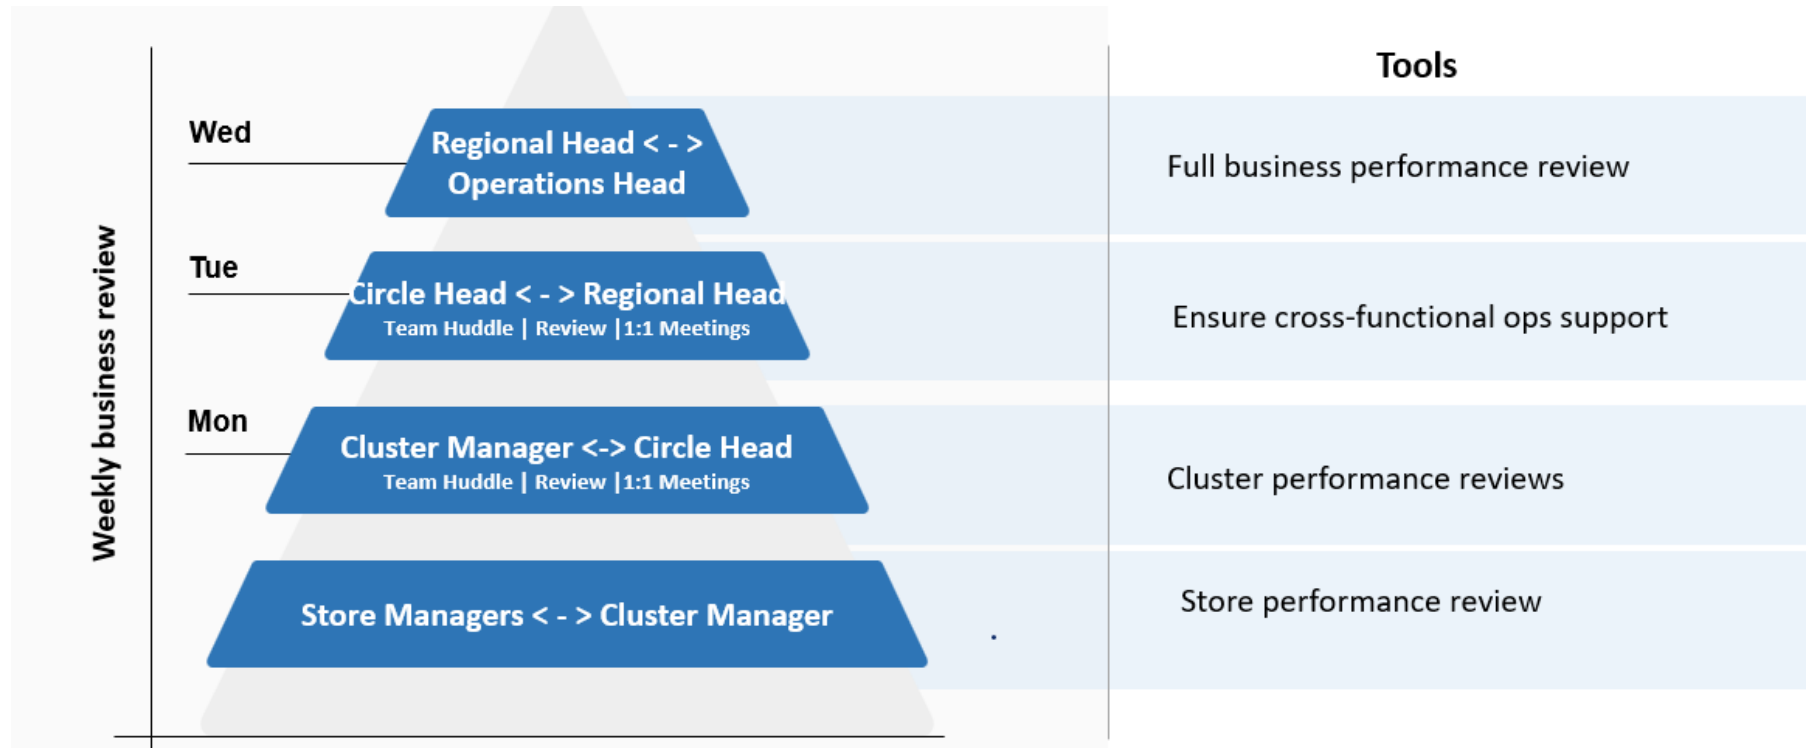 Tools
Wed
Regional Head < - >
Operations Head
Full business performance review
Tue
Circle Head < - > Regional Head
Team Huddle | Review |1:1 Meetings
Ensure cross-functional ops support
Mon
Cluster Manager <-> Circle Head
Team Huddle | Review |1:1 Meetings
Cluster performance reviews
Store Managers < - > Cluster Manager
Store performance review
Weekly business review